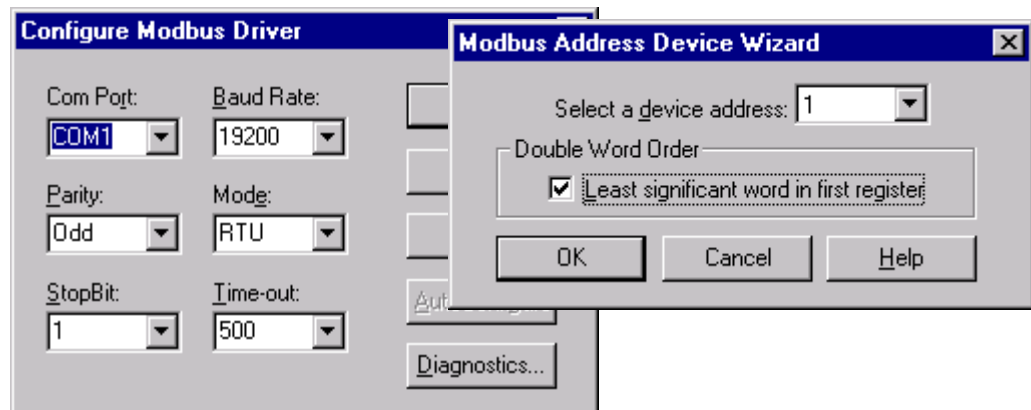 Configure Modbus Driver
Com Port:
Baud Rate:
COM1
19200
Parity:
Mode:
Odd
RTU
StopBit:
Time-out:
1
500
Diagnostics...
Modbus Address Device Wizard
Select a device address: 1
Double Word Order
Least significant word in first register
OK
Cancel
Help